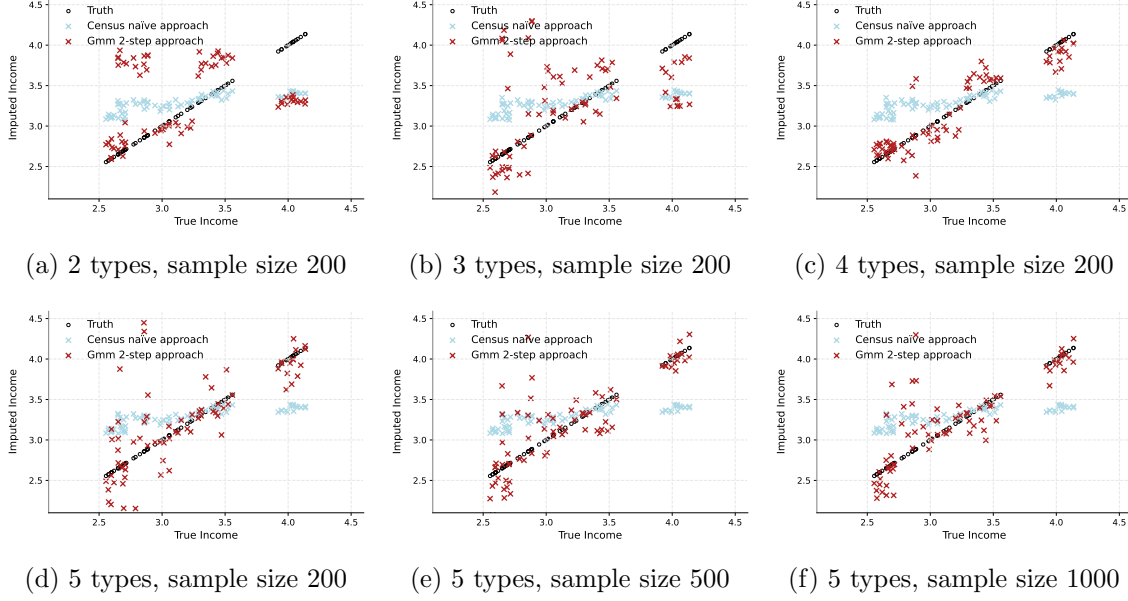 Truth
Census naïve approach
Gmm 2-step approach
4.5
4.0
3.5
3.0
2.5
Imputed Income
2.5 3.0 3.5 4.0 4.5
True Income
(a) 2 types, sample size 200
Truth
Census naïve approach
Gmm 2-step approach
4.5
4.0
3.5
3.0
2.5
Imputed Income
2.5 3.0 3.5 4.0 4.5
True Income
(b) 3 types, sample size 200
Truth
Census naïve approach
Gmm 2-step approach
4.5
4.0
3.5
3.0
2.5
Imputed Income
2.5 3.0 3.5 4.0 4.5
True Income
(c) 4 types, sample size 200
Truth
Census naïve approach
Gmm 2-step approach
4.5
4.0
3.5
3.0
2.5
Imputed Income
2.5 3.0 3.5 4.0 4.5
True Income
(d) 5 types, sample size 200
Truth
Census naïve approach
Gmm 2-step approach
4.5
4.0
3.5
3.0
2.5
Imputed Income
2.5 3.0 3.5 4.0 4.5
True Income
(e) 5 types, sample size 500
Truth
Census naïve approach
Gmm 2-step approach
4.5
4.0
3.5
3.0
2.5
Imputed Income
2.5 3.0 3.5 4.0 4.5
True Income
(f) 5 types, sample size 1000